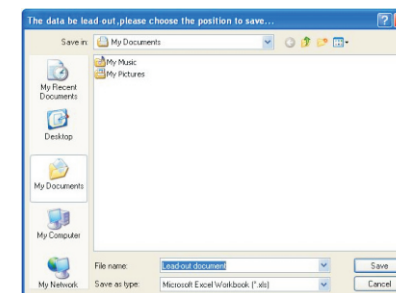 The data be lead-out,please choose the position to save...
Save in: My Documents
My Music
My Pictures
My Recent
Documents
Desktop
My Documents
My Computer
My Network
File name: Lead-out document Save
Save as type: Microsoft Excel Workbook (*.xls) Cancel